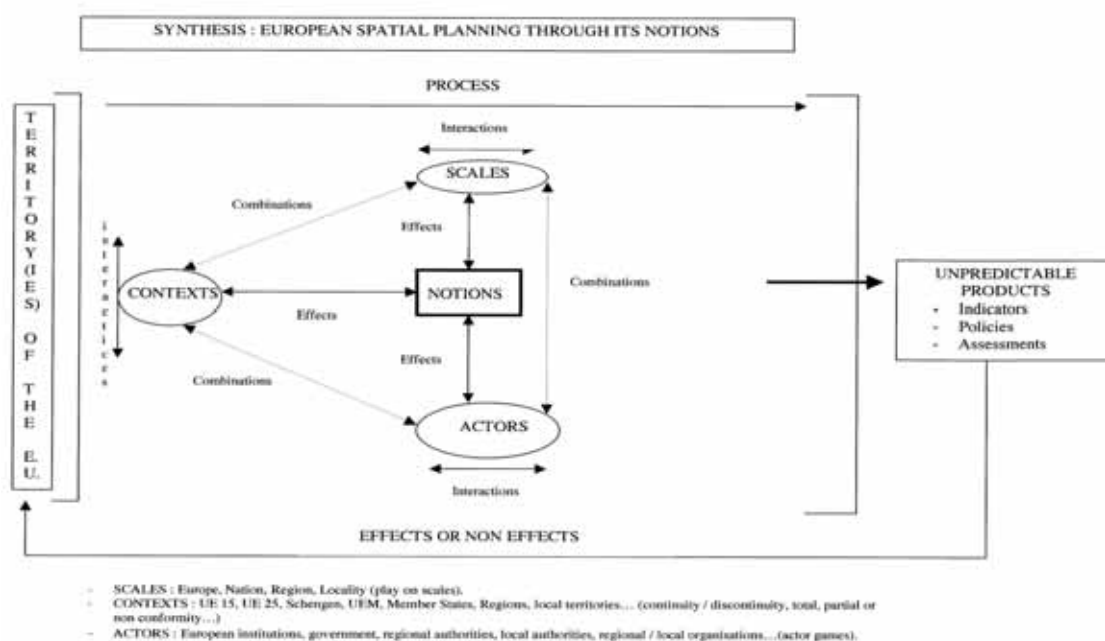 SYNTHESIS : EUROPEAN SPATIAL PLANNING THROUGH ITS NOTIONS
PROCESS
TERRITORY(IES) OF THE E.U.
Interactions
SCALES
Combinations
Effects
interactions
CONTEXTS
Effects
NOTIONS
Combinations
Effects
Combinations
ACTORS
Interactions
UNPREDICTABLE
PRODUCTS
- Indicators
- Policies
- Assessments
EFFECTS OR NON EFFECTS
- SCALES : Europe, Nation, Region, Locality (play on scales).
- CONTEXTS : UE 15, UE 25, Schengen, UEM, Member States, Regions, local territories… (continuity / discontinuity, total, partial or
non conformity…)
- ACTORS : European institutions, government, regional authorities, local authorities, regional / local organisations…(actor games).